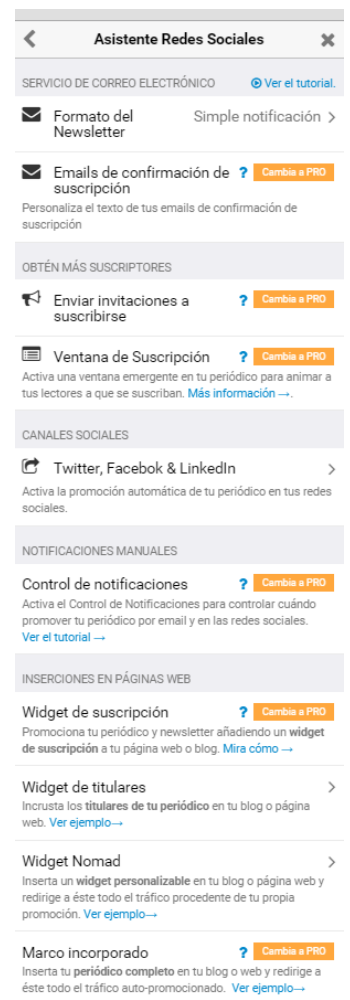 Asistente Redes Sociales
SERVICIO DE CORREO ELECTRÓNICO Ver el tutorial.
Formato del Simple notificación
Newsletter
Emails de confirmación de ? Cambia a PRO
suscripción
Personaliza el texto de tus emails de confirmación de
suscripción
OBTÉN MÁS SUSCRIPTORES
Enviar invitaciones a ? Cambia a PRO
suscribirse
Ventana de Suscripción ? Cambia a PRO
Activa una ventana emergente en tu periódico para animar a
tus lectores a que se suscriban. Más información →.
CANALES SOCIALES
Twitter, Facebok & LinkedIn
Activa la promoción automática de tu periódico en tus redes
sociales.
NOTIFICACIONES MANUALES
Control de notificaciones ? Cambia a PRO
Activa el Control de Notificaciones para controlar cuándo
promover tu periódico por email y en las redes sociales.
Ver el tutorial →
INSERCIONES EN PÁGINAS WEB
Widget de suscripción ? Cambia a PRO
Promociona tu periódico y newsletter añadiendo un widget
de suscripción a tu página web o blog. Mira cómo →
Widget de titulares
Incrusta los titulares de tu periódico en tu blog o página
web. Ver ejemplo→
Widget Nomad
Inserta un widget personalizable en tu blog o página web y
redirige a éste todo el tráfico procedente de tu propia
promoción. Ver ejemplo→
Marco incorporado ? Cambia a PRO
Inserta tu periódico completo en tu blog o web y redirige a
éste todo el tráfico auto-promocionado. Ver ejemplo→